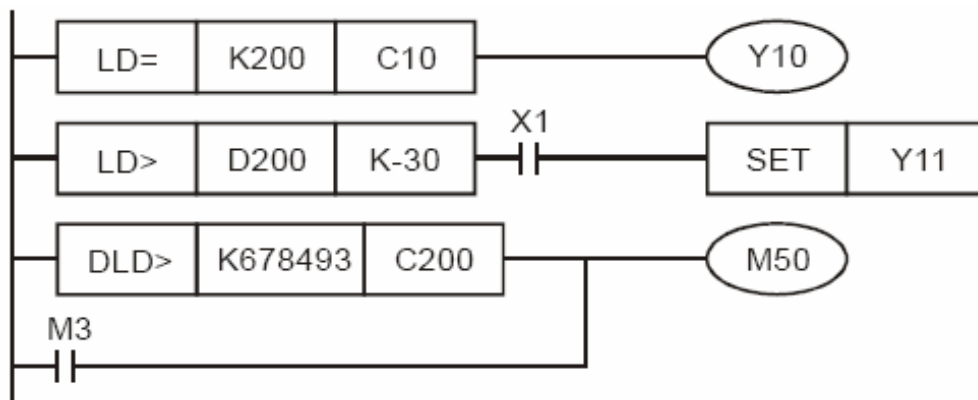 LD= K200 C10 Y10
X1
LD> D200 K-30 SET Y11
DLD> K678493 C200 M50
M3